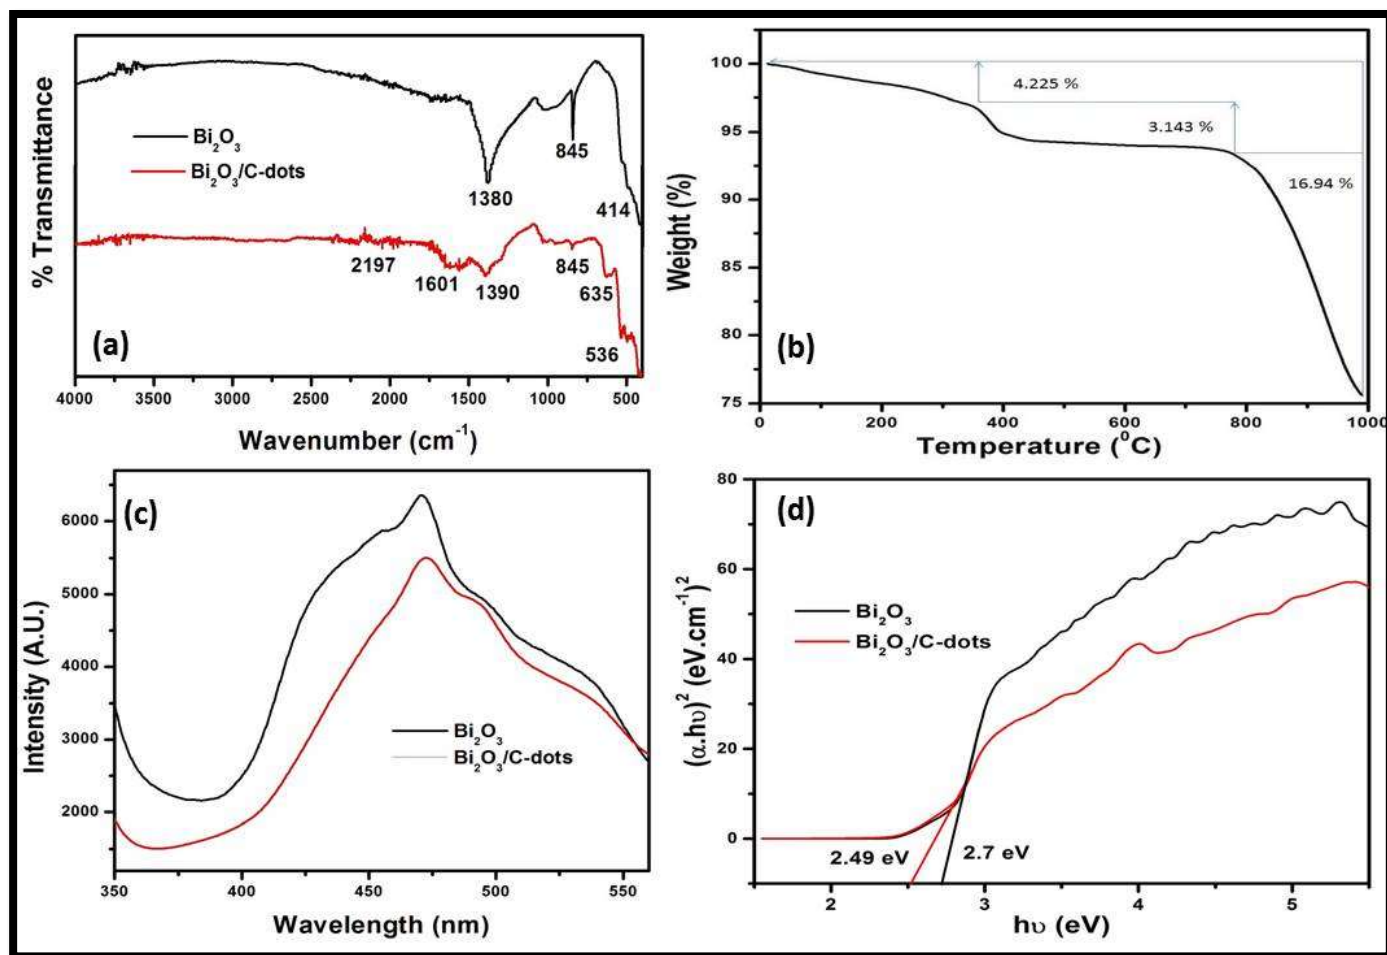 (a)
% Transmittance
Bi₂O₃
Bi₂O₃/C-dots
845
1380
414
2197
1601
1390
845
635
536
4000 3500 3000 2500 2000 1500 1000 500
Wavenumber (cm⁻¹)
(b)
Weight (%)
100
95
90
85
80
75
4.225 %
3.143 %
16.94 %
0 200 400 600 800 1000
Temperature (⁰C)
(c)
Intensity (A.U.)
6000
5000
4000
3000
2000
Bi₂O₃
Bi₂O₃/C-dots
350 400 450 500 550
Wavelength (nm)
(d)
(α.hυ)² (eV.cm⁻¹)²
80
60
40
20
0
Bi₂O₃
Bi₂O₃/C-dots
2.49 eV
2.7 eV
2 3 4 5
hυ (eV)